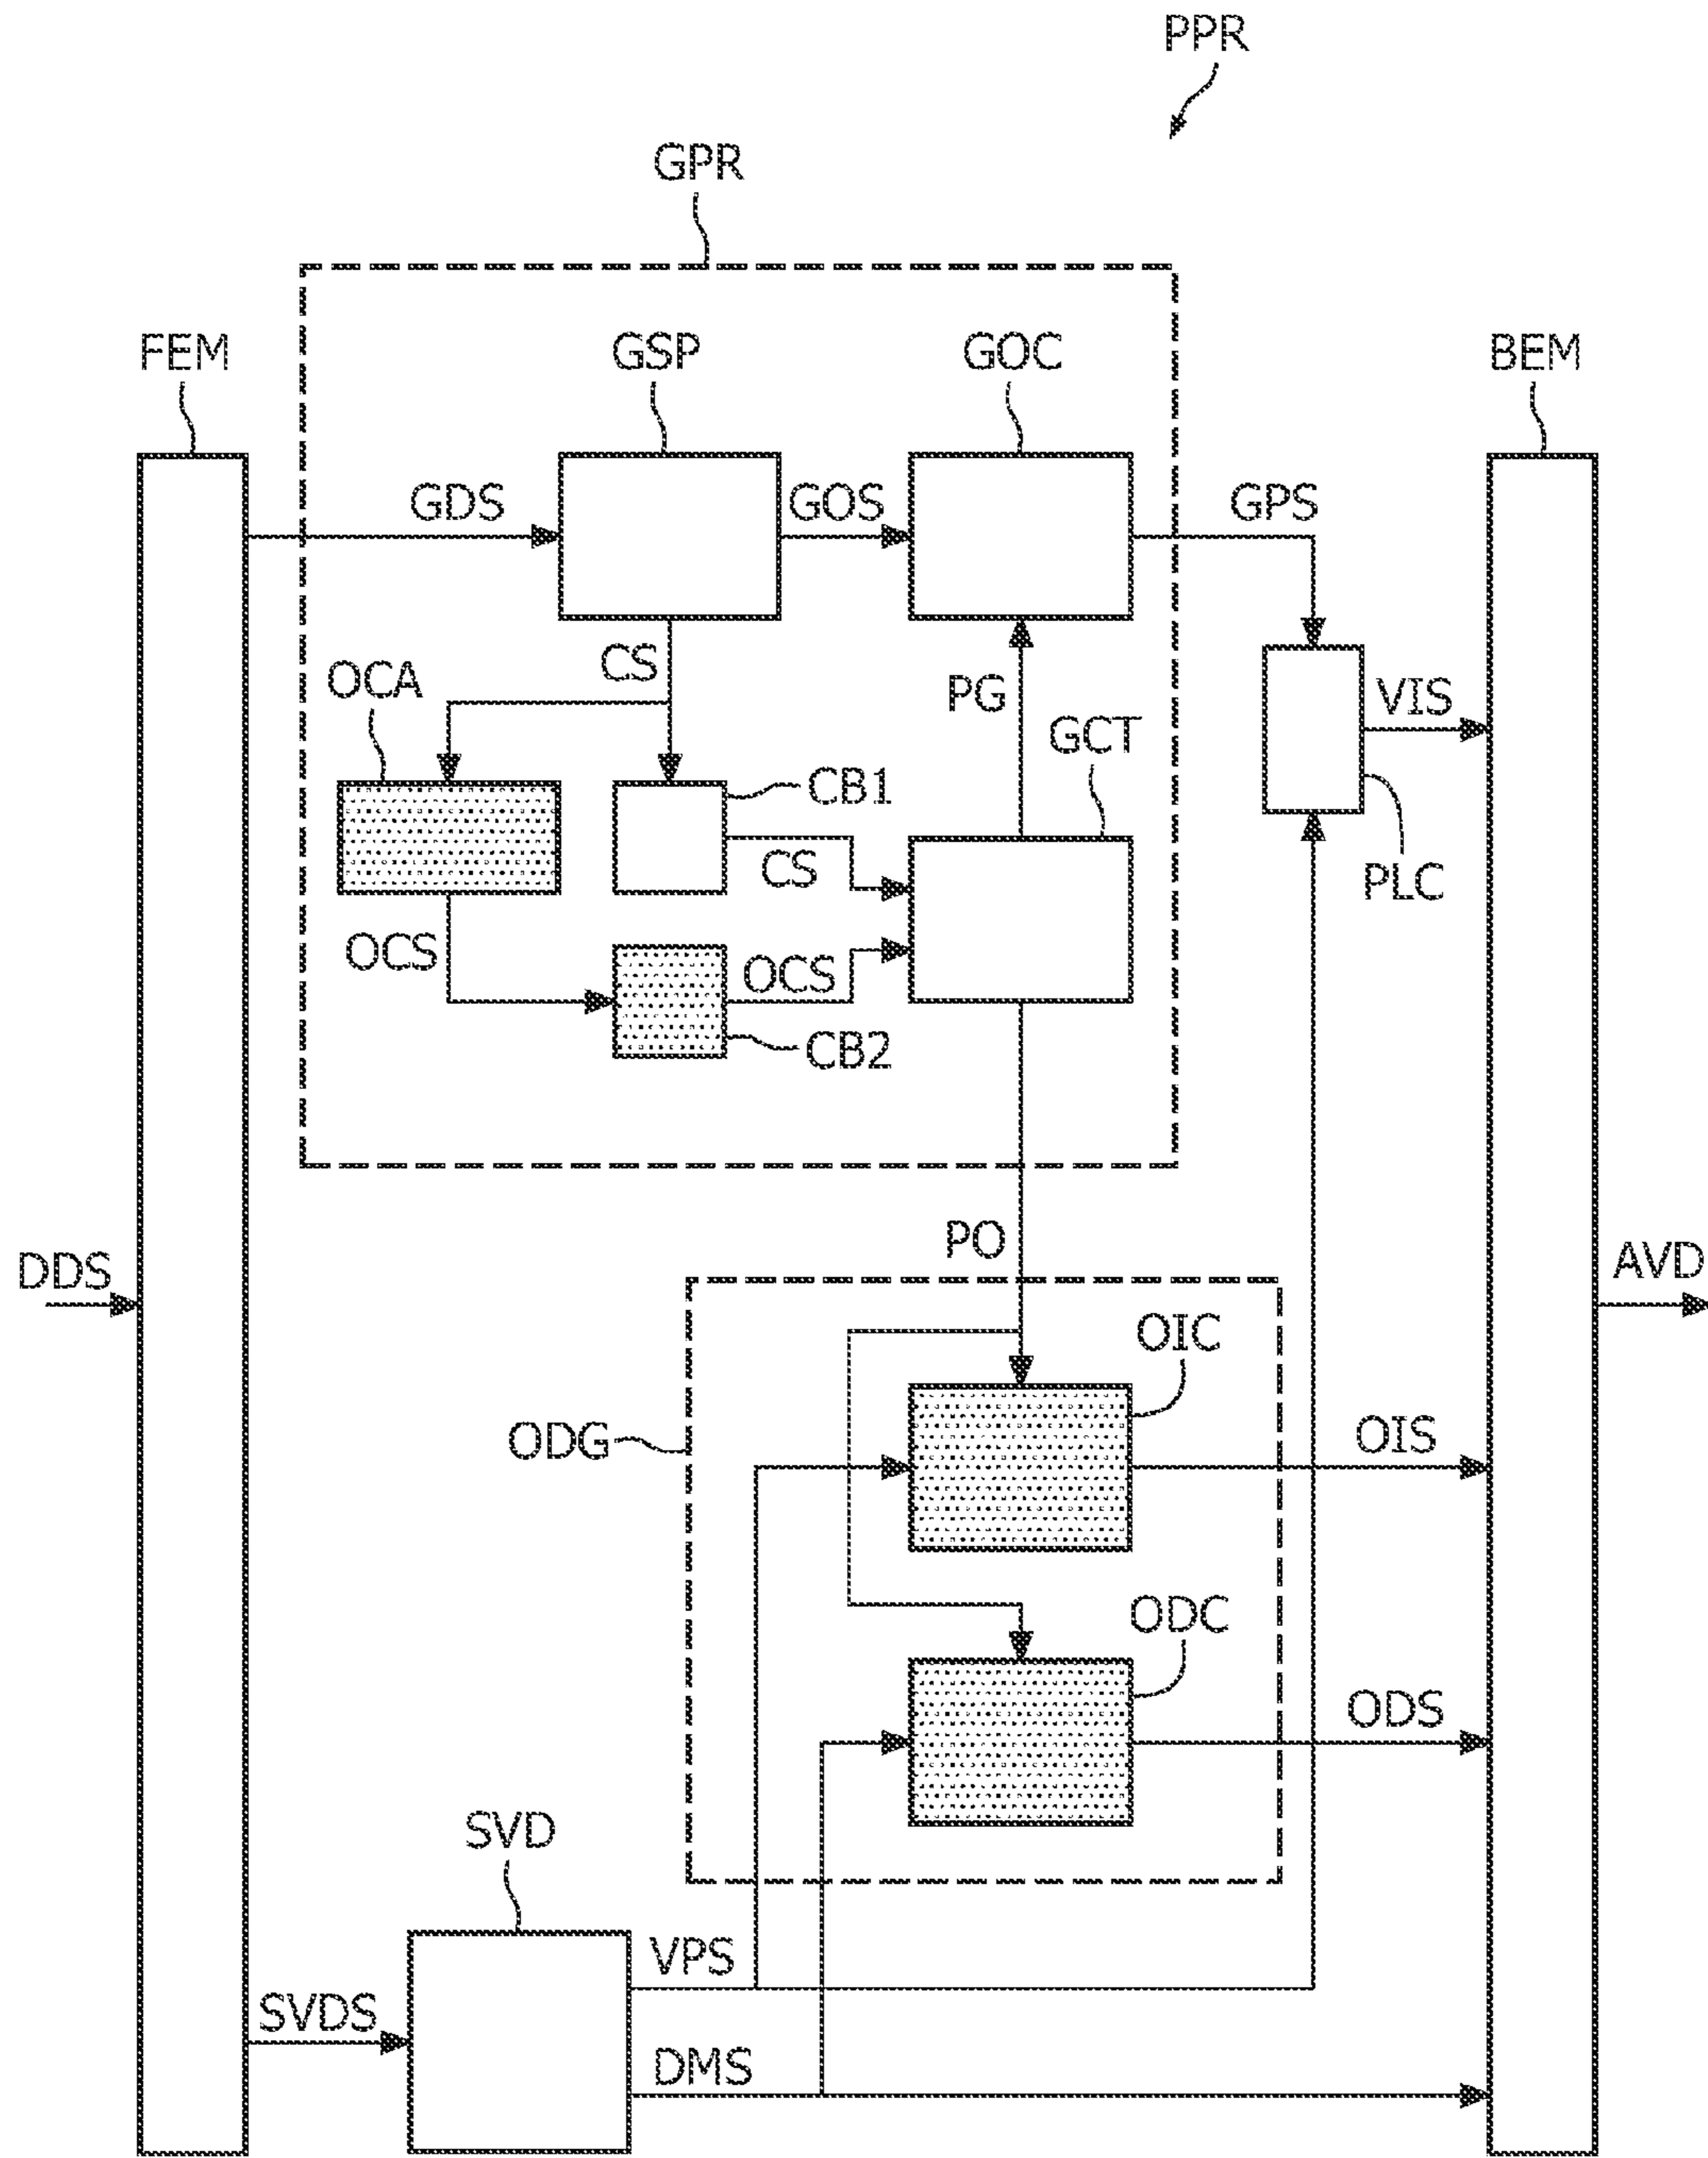 PPR
GPR
FEM
GSP
GOC
BEM
GDS
GOS
GPS
CS
OCA
PG
VIS
GCT
CB1
CS
PLC
OCS
OCS
CB2
PO
DDS
AVD
OIC
ODG
OIS
ODC
ODS
SVD
VPS
SVDS
DMS